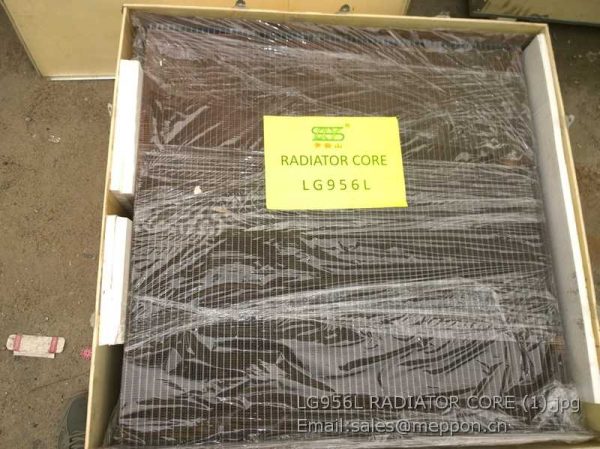 RADIATOR CORE
LG956L
LG956L RADIATOR CORE (1).jpg
Email:sales@meppon.cn